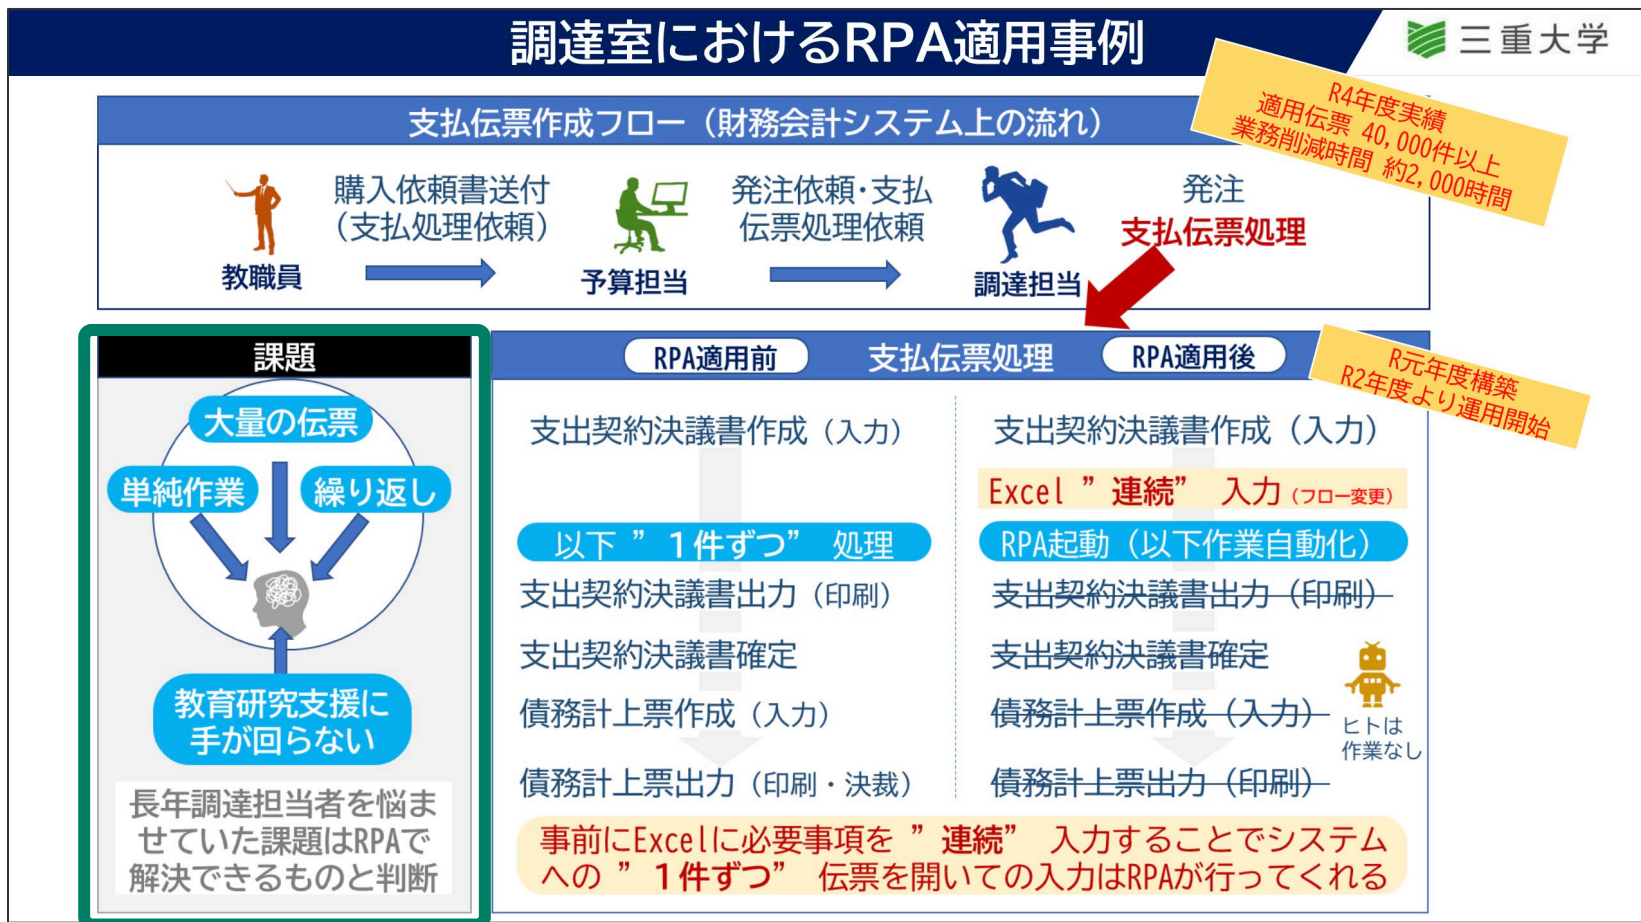 調達室におけるRPA適用事例
三重大学
R4年度実績
適用伝票 40,000件以上
業務削減時間 約2,000時間
支払伝票作成フロー（財務会計システム上の流れ）
購入依頼書送付
（支払処理依頼）
発注依頼・支払
伝票処理依頼
発注
支払伝票処理
教職員
予算担当
調達担当
課題
大量の伝票
単純作業
繰り返し
教育研究支援に
手が回らない
長年調達担当者を悩ま
せていた課題はRPAで
解決できるものと判断
RPA適用前
支払伝票処理
RPA適用後
R元年度構築
R2年度より運用開始
支出契約決議書作成（入力）
以下 ”１件ずつ” 処理
支出契約決議書出力（印刷）
支出契約決議書確定
債務計上票作成（入力）
債務計上票出力（印刷・決裁）
支出契約決議書作成（入力）
Excel ”連続” 入力（フロー変更）
RPA起動（以下作業自動化）
支出契約決議書出力（印刷）
支出契約決議書確定
債務計上票作成（入力）
債務計上票出力（印刷）
ヒトは
作業なし
事前にExcelに必要事項を ”連続” 入力することでシステム
への ”１件ずつ” 伝票を開いての入力はRPAが行ってくれる